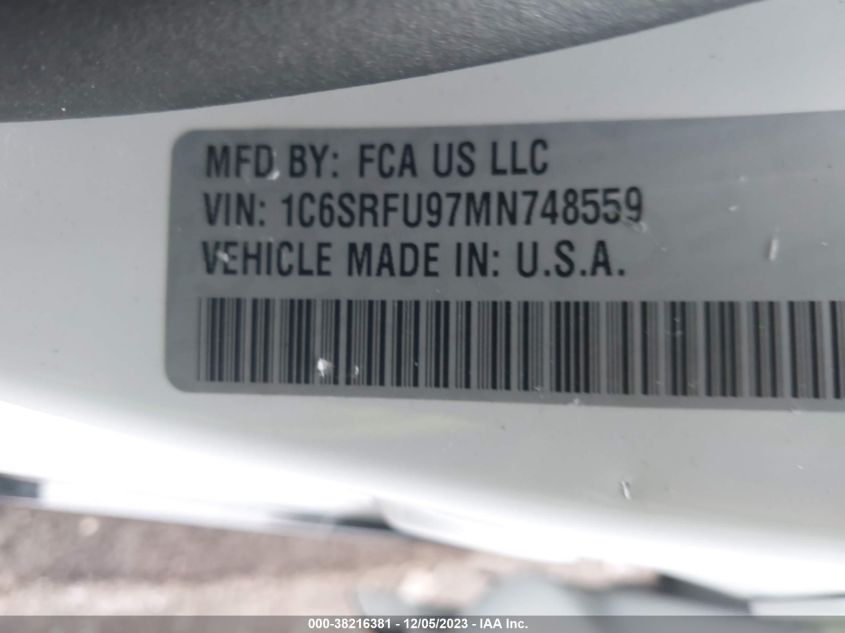 MFD BY: FCA US LLC
VIN: 1C6SRFU97MN748559
VEHICLE MADE IN: U.S.A.
000-38216381 - 12/05/2023 - IAA Inc.